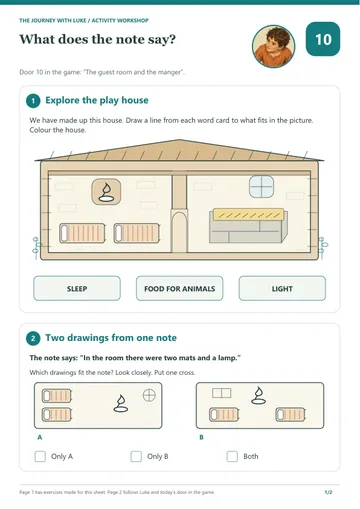 THE JOURNEY WITH LUKE / ACTIVITY WORKSHOP
What does the note say?
10
Door 10 in the game: "The guest room and the manger".
1 Explore the play house
We have made up this house. Draw a line from each word card to what fits in the picture.
Colour the house.
SLEEP
FOOD FOR ANIMALS
LIGHT
2 Two drawings from one note
The note says: "In the room there were two mats and a lamp."
Which drawings fit the note? Look closely. Put one cross.
A
B
Only A
Only B
Both
Page 1 has exercises made for this sheet. Page 2 follows Luke and today's door in the game.
1/2